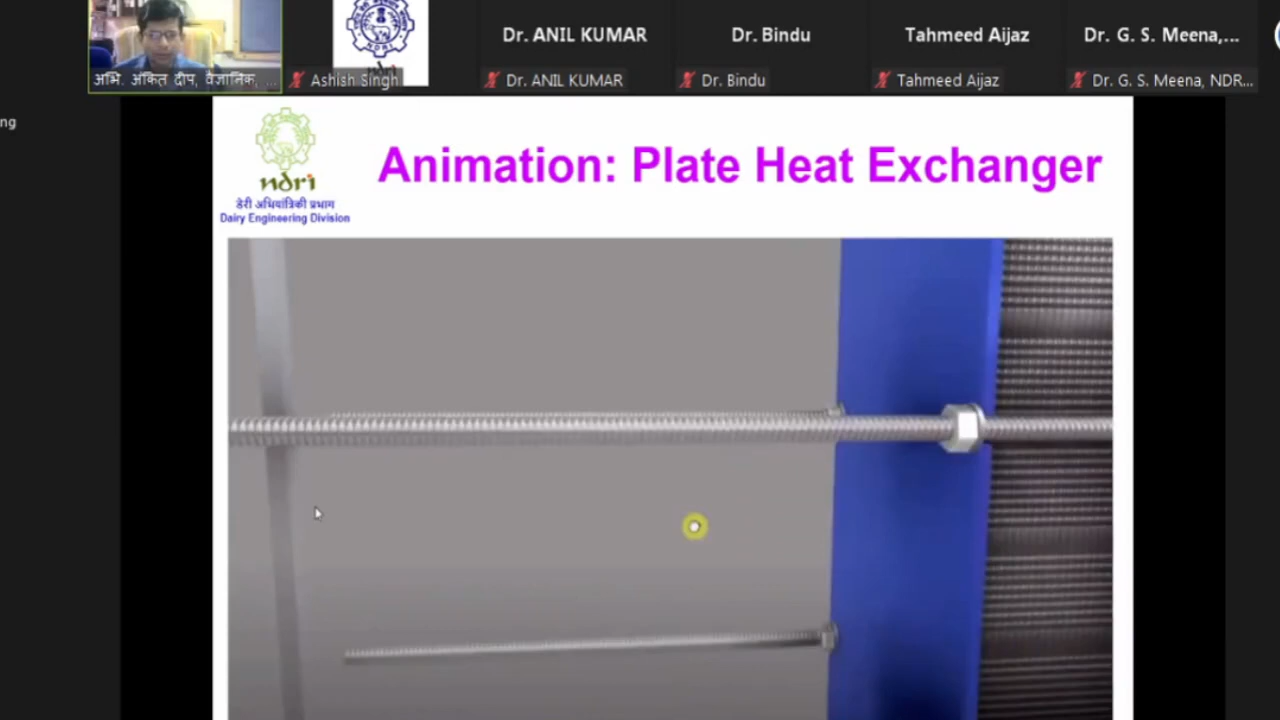 Dr. ANIL KUMAR
Dr. Bindu
Tahmeed Aijaz
Dr. G. S. Meena,...
अभि. अंकित दीप, वैज्ञानिक, ...
Ashish Singh
Dr. ANIL KUMAR
Dr. Bindu
Tahmeed Aijaz
Dr. G. S. Meena, NDR...
ng
ndri
डेरी अभियांत्रिकी प्रभाग
Dairy Engineering Division
Animation: Plate Heat Exchanger